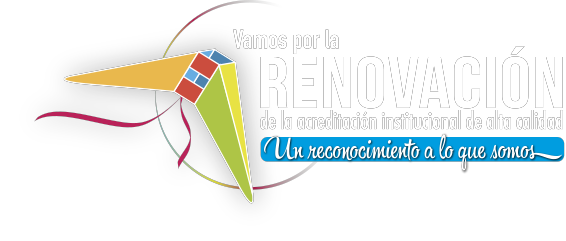 Vamos por la
RENOVACIÓN
de la acreditación institucional de alta calidad
Un reconocimiento a lo que somos